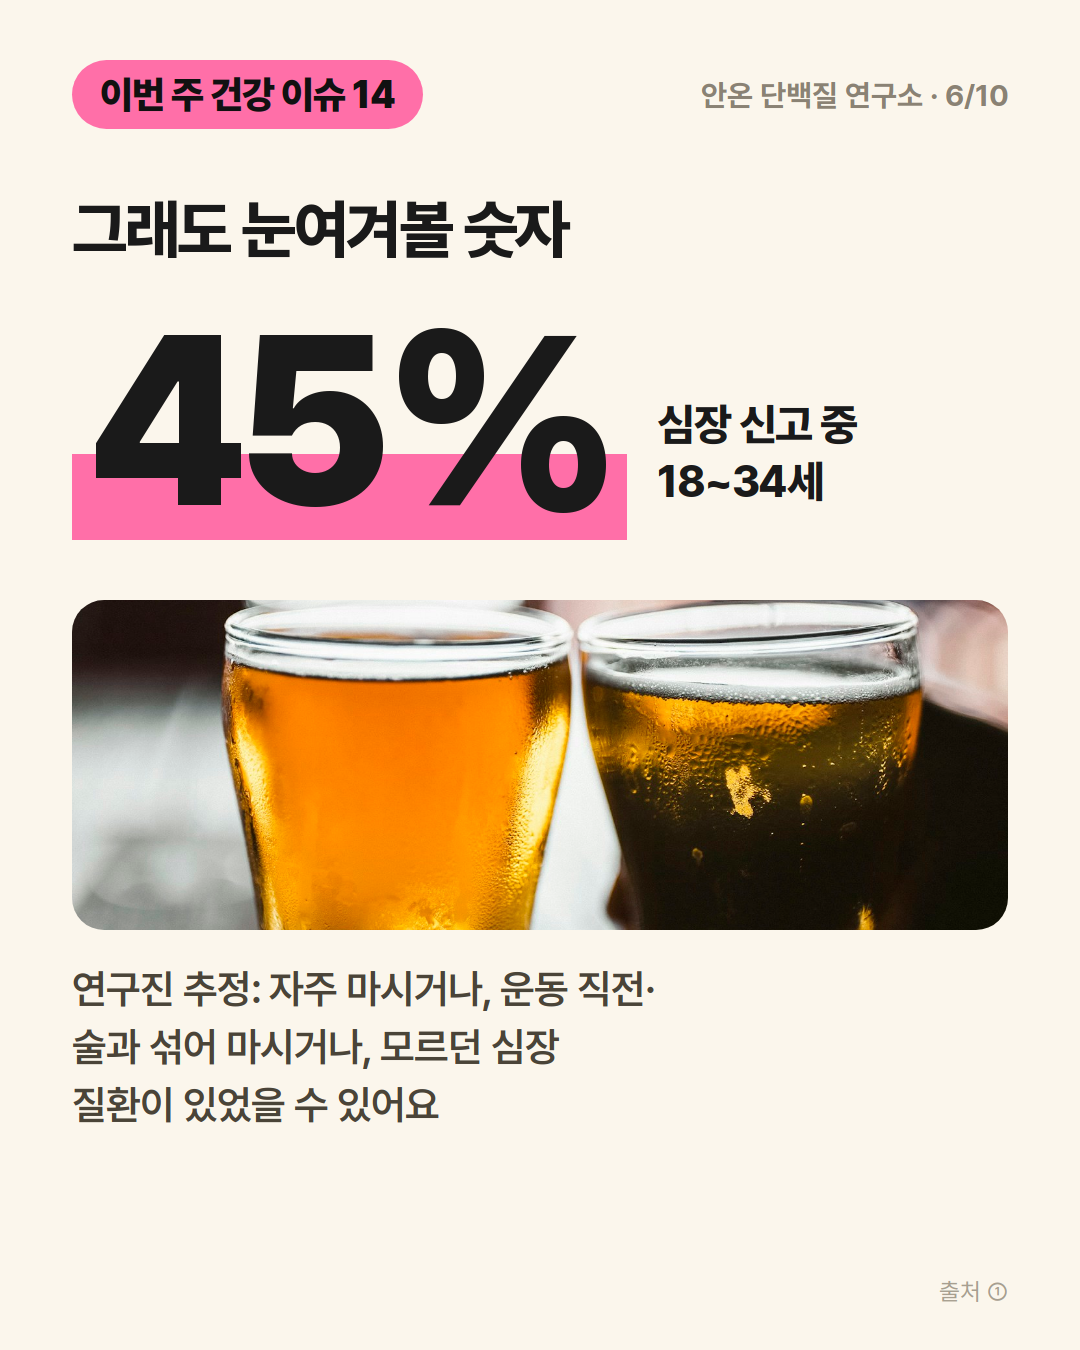 이번 주 건강 이슈 14
안온 단백질 연구소 · 6/10
그래도 눈여겨볼 숫자
45%
심장 신고 중
18~34세
연구진 추정: 자주 마시거나, 운동 직전·
술과 섞어 마시거나, 모르던 심장
질환이 있었을 수 있어요
출처 ①